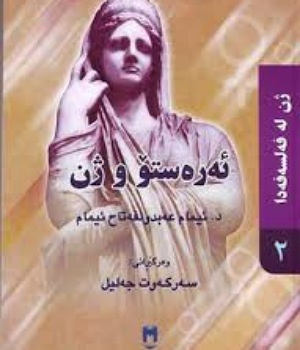 ئەرەستۆ و ژن
د. ئیمام عەبدولفەتاح ئیمام
وەرگێڕانی:
سەرکەوت جەلیل
ژن لە فەلسەفەدا
٢